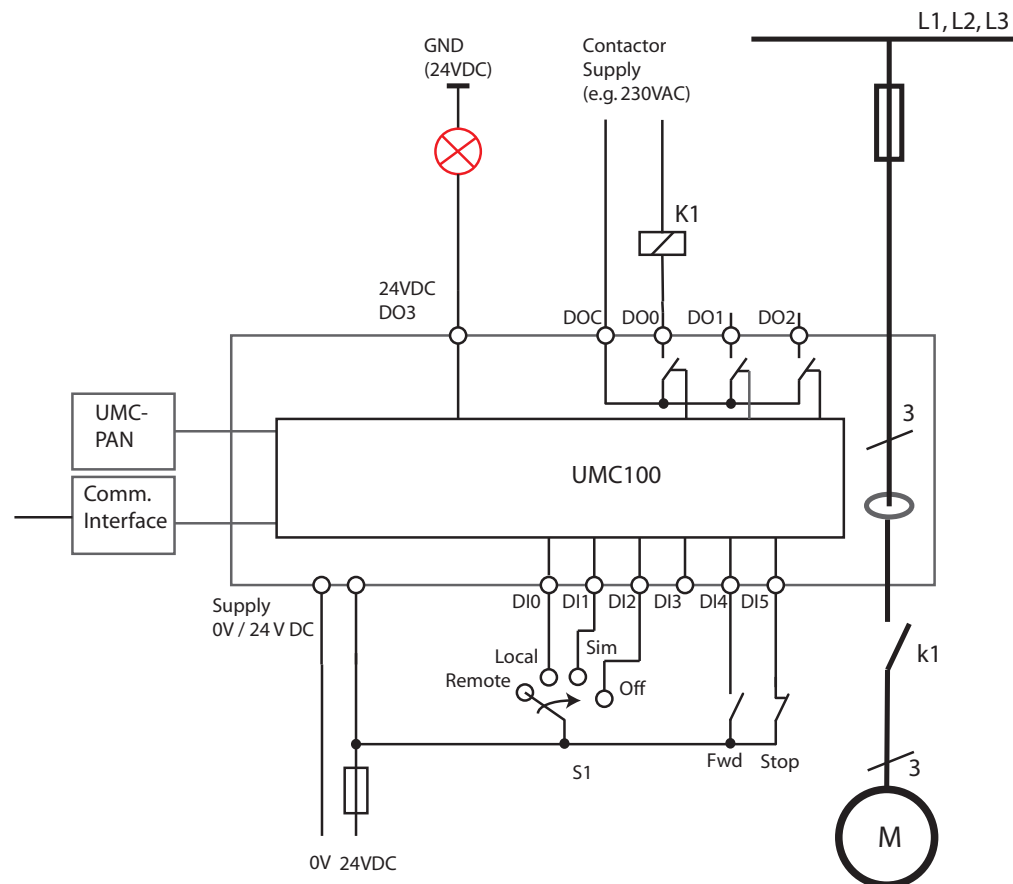 L1, L2, L3
GND
(24VDC)
Contactor
Supply
(e.g. 230VAC)
K1
24VDC
DO3
DOC
DO0
DO1
DO2
UMC-
PAN
3
UMC100
Comm.
Interface
DI0
DI1
DI2
DI3
DI4
DI5
Supply
0V / 24 V DC
Sim
Local
k1
Remote
Off
Fwd
Stop
S1
3
M
0V
24VDC